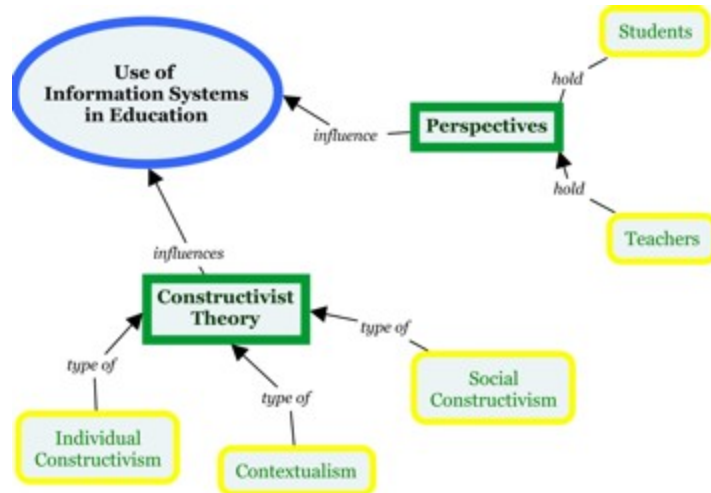 Students
Use of
Information Systems
in Education
hold
Perspectives
influence
hold
Teachers
influences
Constructivist
Theory
type of
type of
type of
Social
Constructivism
Individual
Constructivism
Contextualism